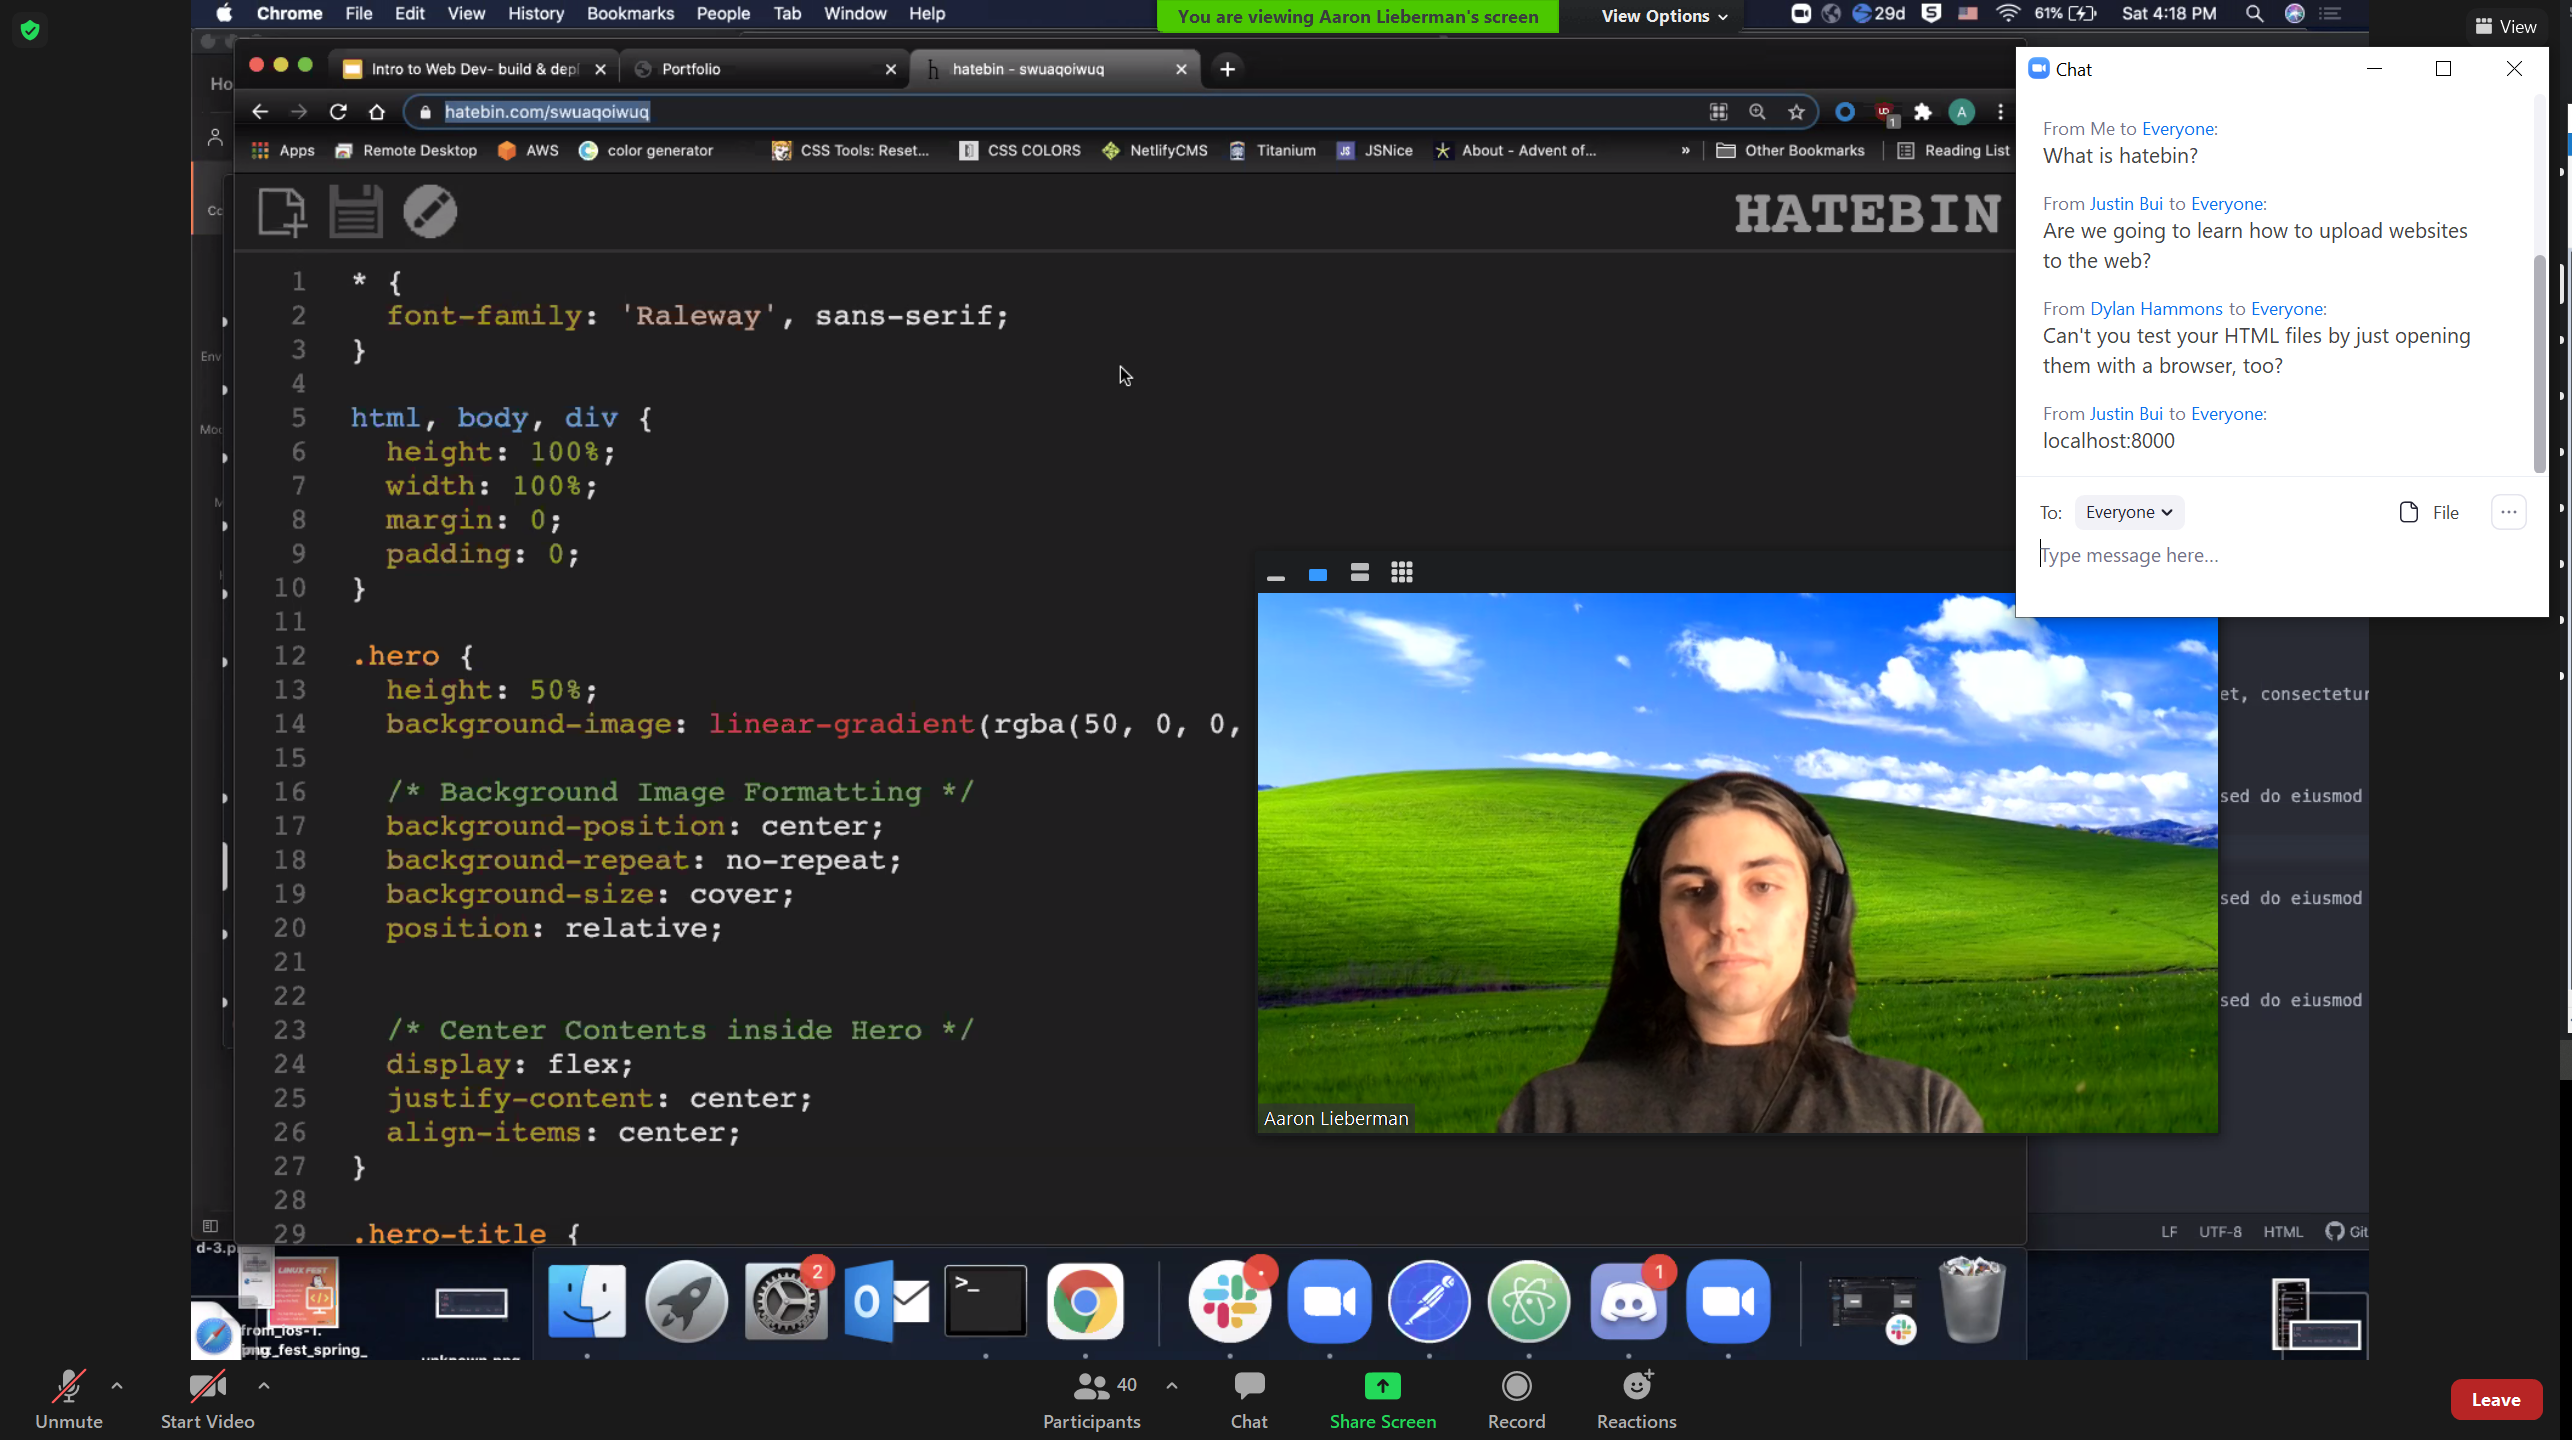 Chrome File Edit View History Bookmarks People Tab Window Help
You are viewing Aaron Lieberman's screen View Options
29d 61% Sat 4:18 PM
View
Intro to Web Dev- build & depl Portfolio hatebin - swuaqoiwuq
hatebin.com/swuaqoiwuq
A
1
Apps Remote Desktop AWS color generator CSS Tools: Reset... CSS COLORS NetlifyCMS Titanium JSNice About - Advent of... » Other Bookmarks Reading List
HATEBIN
1 * {
2 font-family: 'Raleway', sans-serif;
3 }
4
5 html, body, div {
6 height: 100%;
7 width: 100%;
8 margin: 0;
9 padding: 0;
10 }
11
12 .hero {
13 height: 50%;
14 background-image: linear-gradient(rgba(50, 0, 0,
15
16 /* Background Image Formatting */
17 background-position: center;
18 background-repeat: no-repeat;
19 background-size: cover;
20 position: relative;
21
22
23 /* Center Contents inside Hero */
24 display: flex;
25 justify-content: center;
26 align-items: center;
27 }
28
29 .hero-title {
Chat
From Me to Everyone:
What is hatebin?
From Justin Bui to Everyone:
Are we going to learn how to upload websites
to the web?
From Dylan Hammons to Everyone:
Can't you test your HTML files by just opening
them with a browser, too?
From Justin Bui to Everyone:
localhost:8000
To: Everyone File
Type message here...
et, consectetur
sed do eiusmod
sed do eiusmod
sed do eiusmod
Aaron Lieberman
LF UTF-8 HTML Git
d-3.p
LINUX FEST
from_ios-1.
_fest_spring_
2
1
Unmute Start Video Participants 40 Chat Share Screen Record Reactions Leave